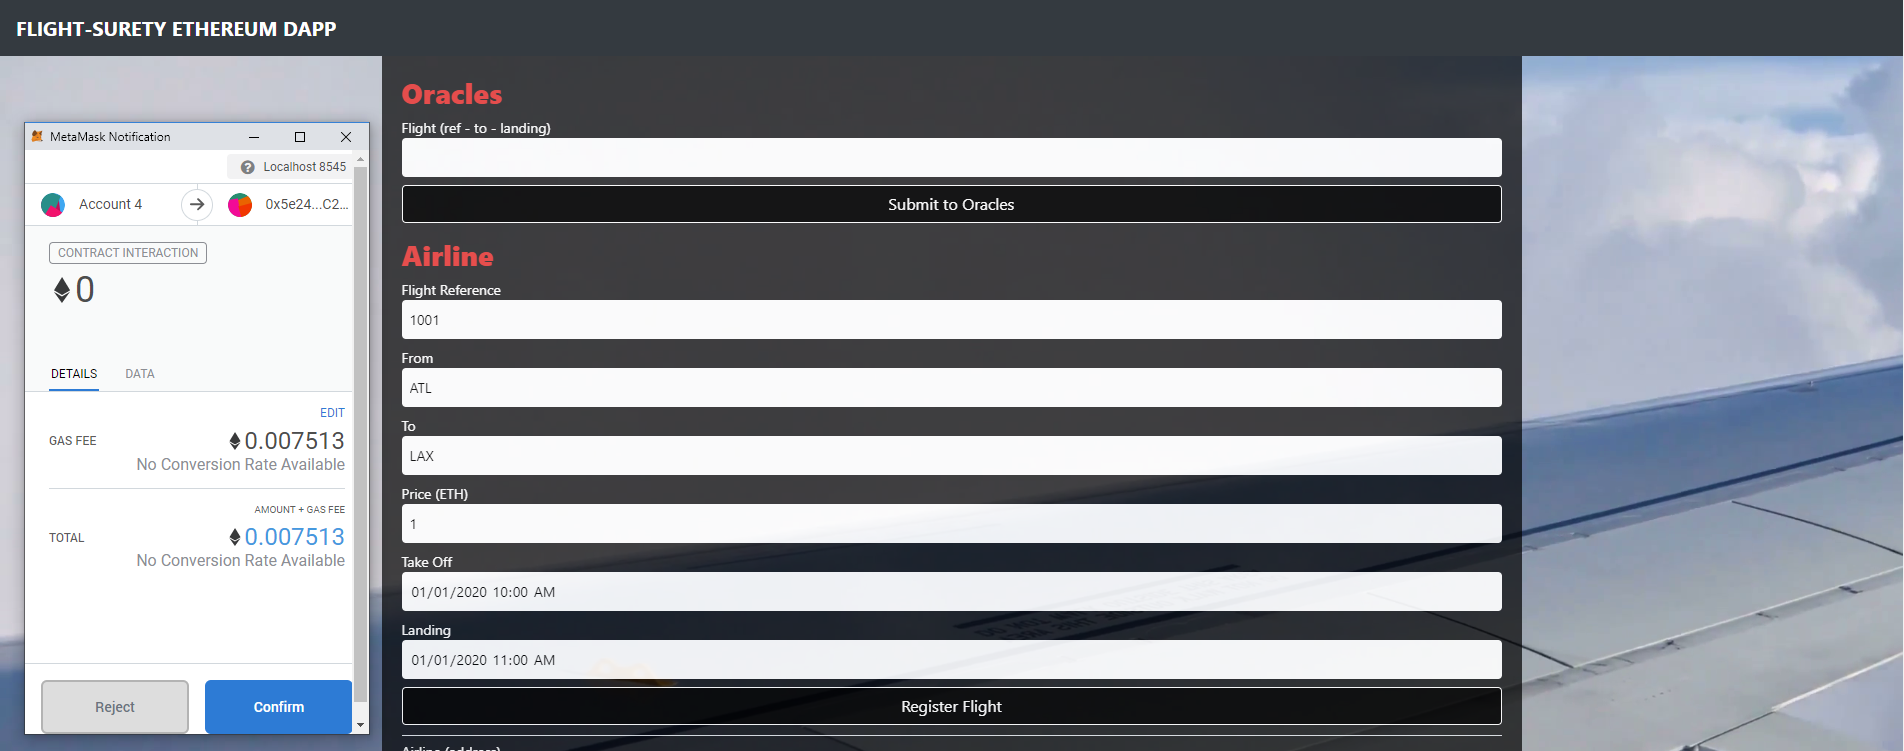 FLIGHT-SURETY ETHEREUM DAPP
MetaMask Notification
Localhost 8545
Account 4
0x5e24...C2...
CONTRACT INTERACTION
0
DETAILS DATA
EDIT
GAS FEE 0.007513
No Conversion Rate Available
AMOUNT + GAS FEE
TOTAL 0.007513
No Conversion Rate Available
Reject Confirm
Oracles
Flight (ref - to - landing)
Submit to Oracles
Airline
Flight Reference
1001
From
ATL
To
LAX
Price (ETH)
1
Take Off
01/01/2020 10:00 AM
Landing
01/01/2020 11:00 AM
Register Flight
Airline (address)